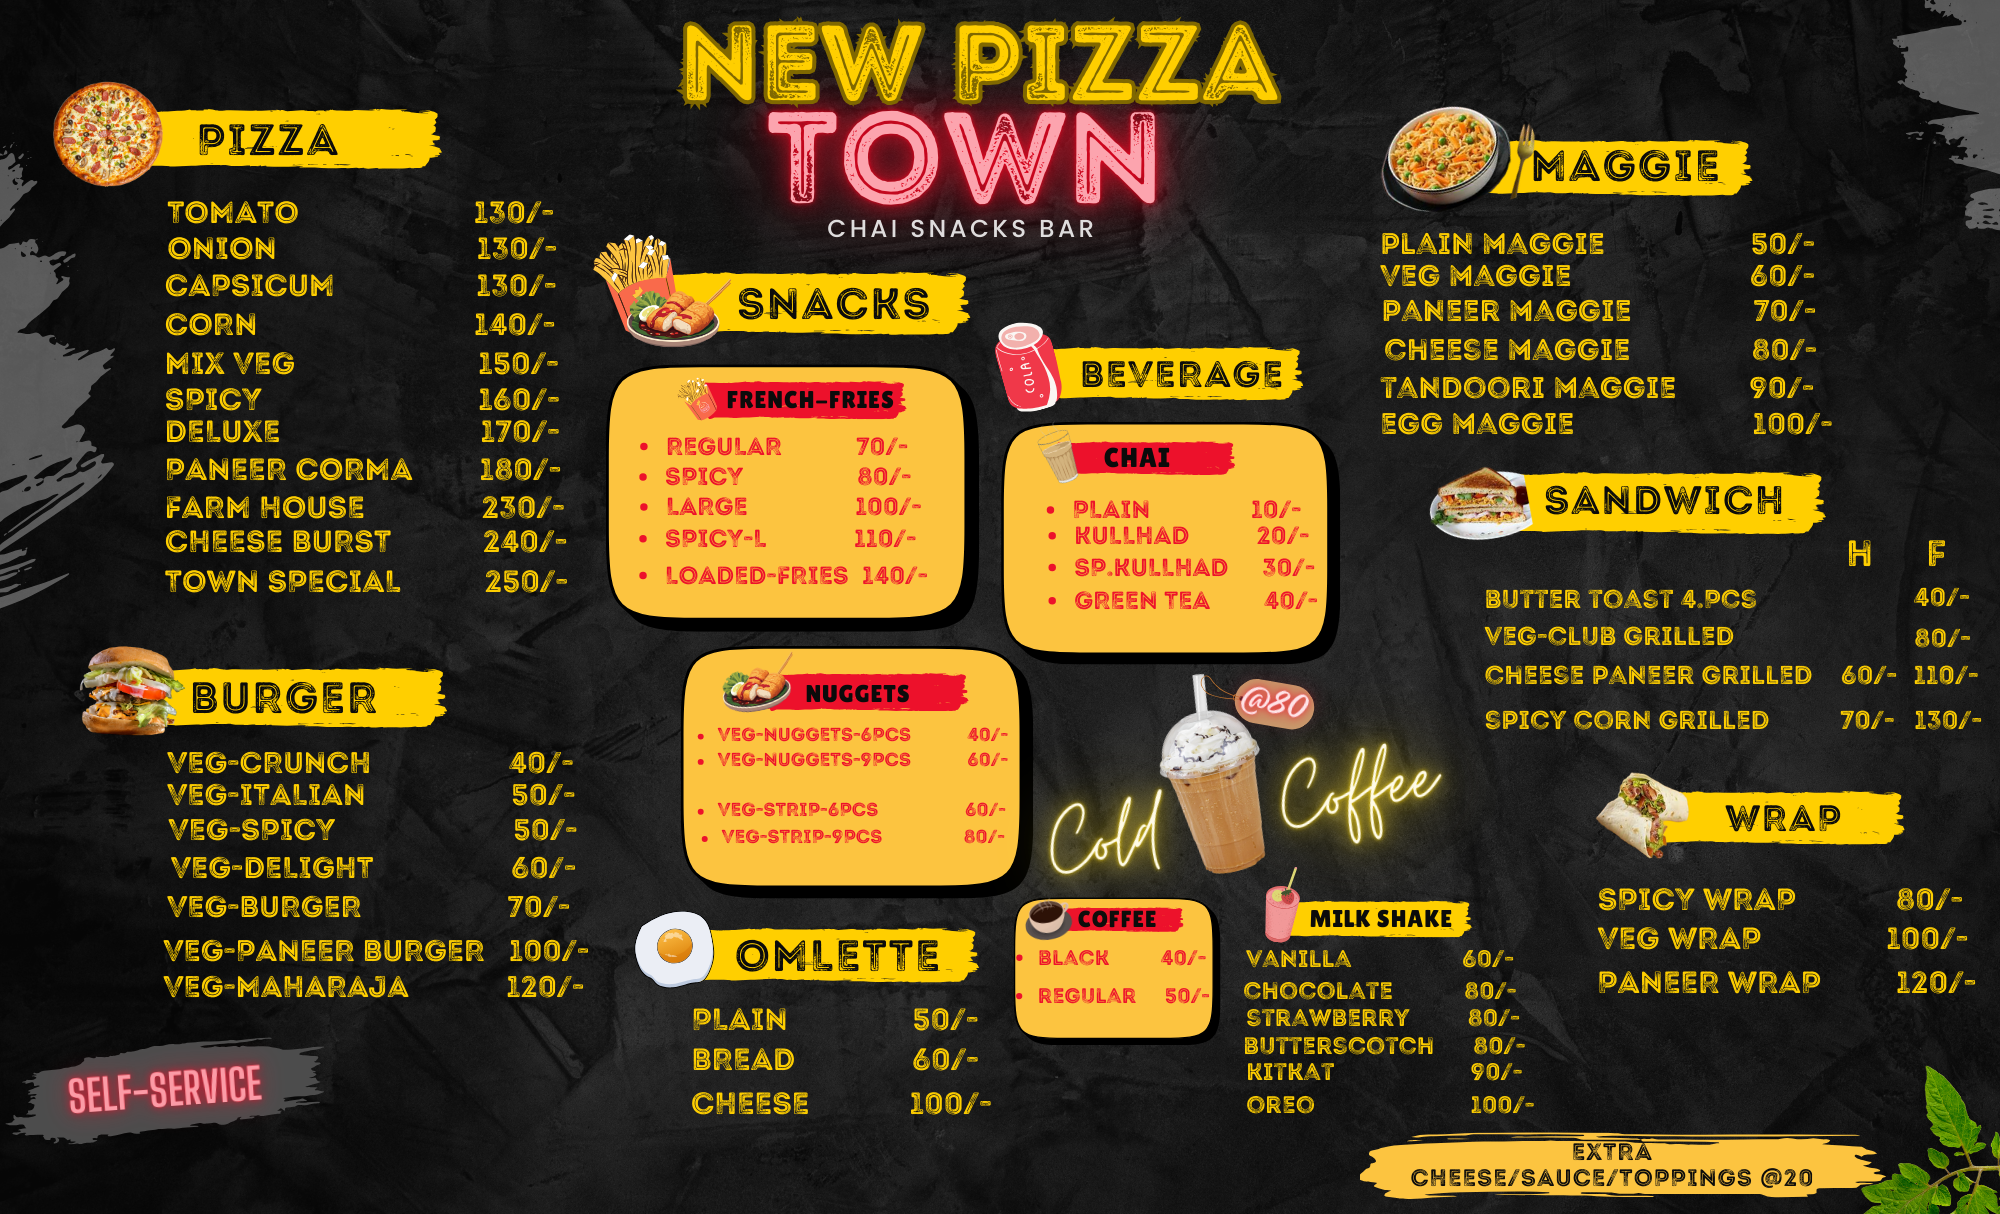 NEW PIZZA
TOWN
CHAI SNACKS BAR
PIZZA
TOMATO 130/-
ONION 130/-
CAPSICUM 130/-
CORN 140/-
MIX VEG 150/-
SPICY 160/-
DELUXE 170/-
PANEER CORMA 180/-
FARM HOUSE 230/-
CHEESE BURST 240/-
TOWN SPECIAL 250/-
BURGER
VEG-CRUNCH 40/-
VEG-ITALIAN 50/-
VEG-SPICY 50/-
VEG-DELIGHT 60/-
VEG-BURGER 70/-
VEG-PANEER BURGER 100/-
VEG-MAHARAJA 120/-
SELF-SERVICE
SNACKS
FRENCH-FRIES
• REGULAR 70/-
• SPICY 80/-
• LARGE 100/-
• SPICY-L 110/-
• LOADED-FRIES 140/-
NUGGETS
• VEG-NUGGETS-6PCS 40/-
• VEG-NUGGETS-9PCS 60/-
• VEG-STRIP-6PCS 60/-
• VEG-STRIP-9PCS 80/-
OMLETTE
PLAIN 50/-
BREAD 60/-
CHEESE 100/-
BEVERAGE
COLA
CHAI
• PLAIN 10/-
• KULLHAD 20/-
• SP.KULLHAD 30/-
• GREEN TEA 40/-
@80
Cold Coffee
COFFEE
• BLACK 40/-
• REGULAR 50/-
MILK SHAKE
VANILLA 60/-
CHOCOLATE 80/-
STRAWBERRY 80/-
BUTTERSCOTCH 80/-
KITKAT 90/-
OREO 100/-
MAGGIE
PLAIN MAGGIE 50/-
VEG MAGGIE 60/-
PANEER MAGGIE 70/-
CHEESE MAGGIE 80/-
TANDOORI MAGGIE 90/-
EGG MAGGIE 100/-
SANDWICH
H F
BUTTER TOAST 4.PCS 40/-
VEG-CLUB GRILLED 80/-
CHEESE PANEER GRILLED 60/- 110/-
SPICY CORN GRILLED 70/- 130/-
WRAP
SPICY WRAP 80/-
VEG WRAP 100/-
PANEER WRAP 120/-
EXTRA
CHEESE/SAUCE/TOPPINGS @20